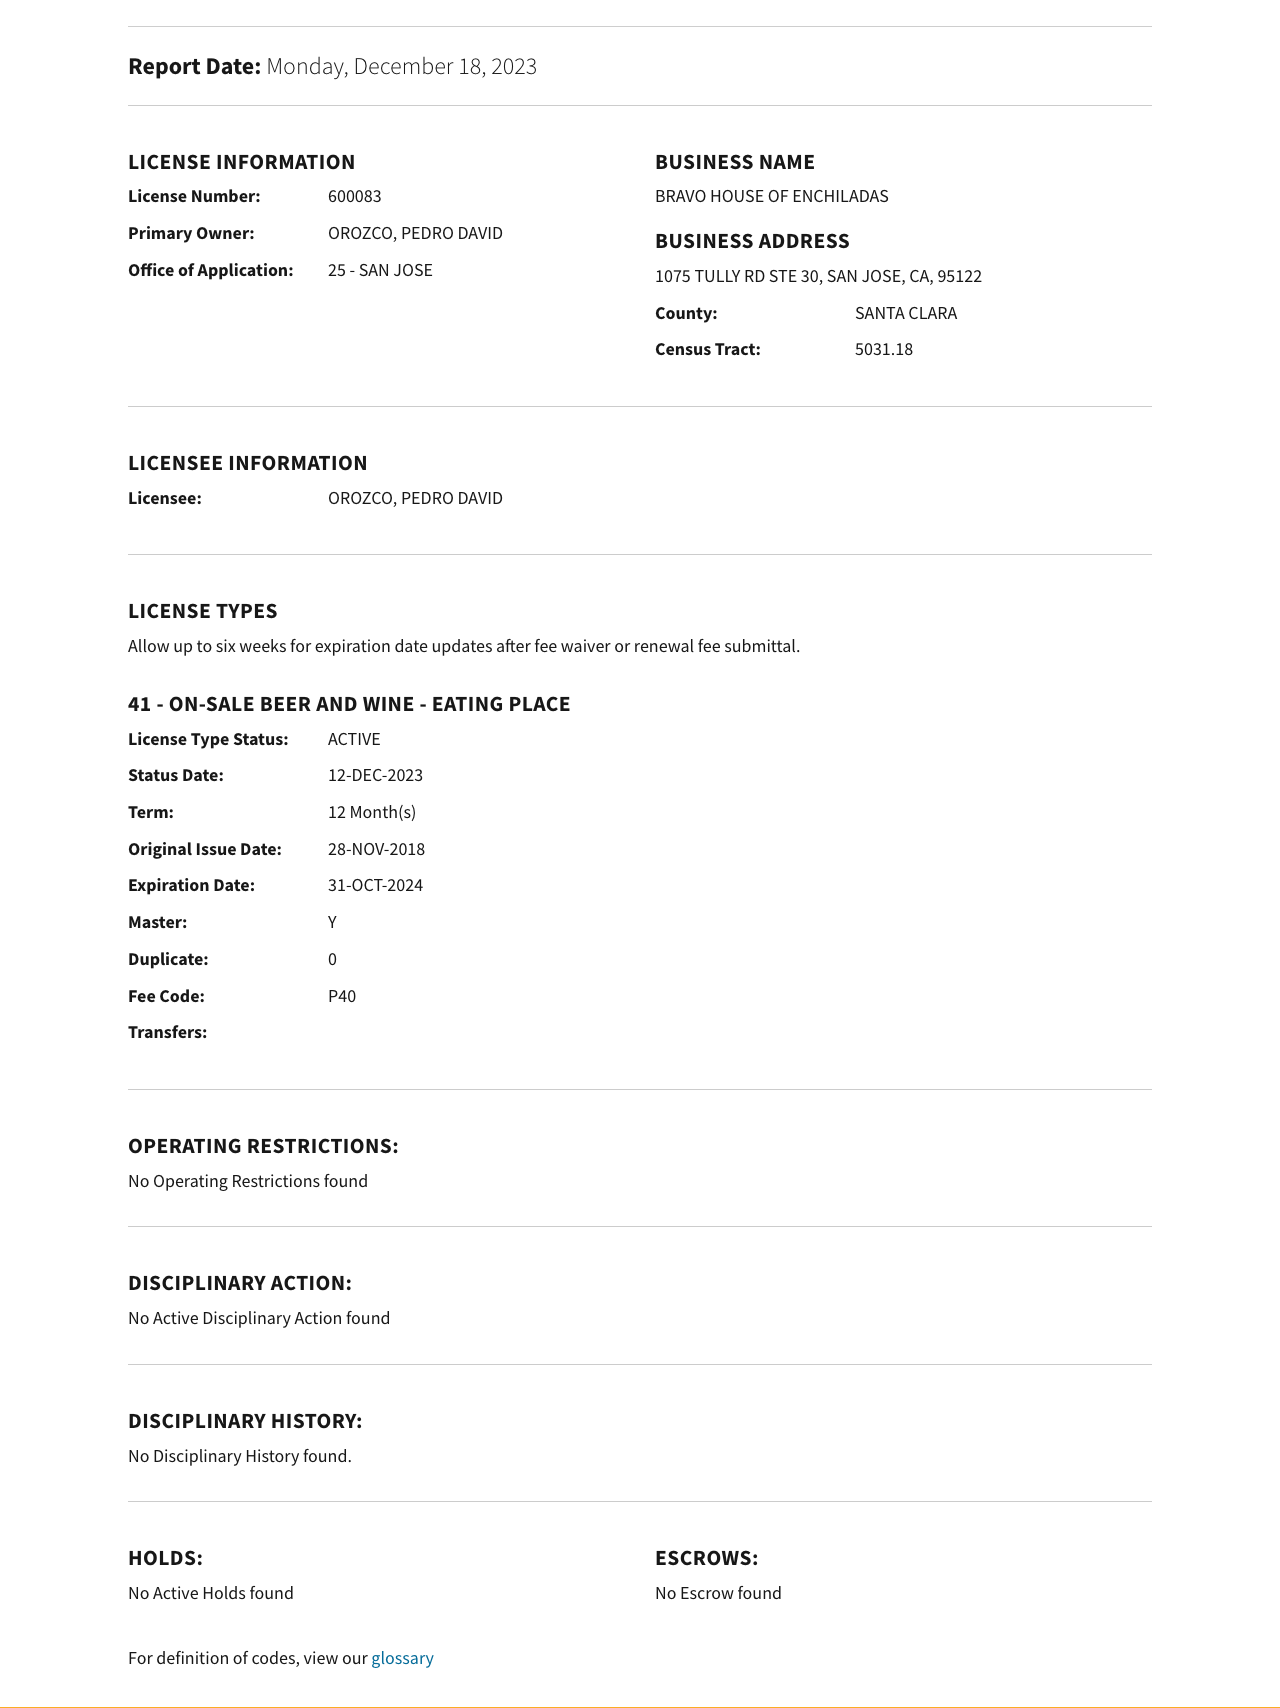 Report Date: Monday, December 18, 2023
LICENSE INFORMATION
License Number: 600083
Primary Owner: OROZCO, PEDRO DAVID
Office of Application: 25 - SAN JOSE
BUSINESS NAME
BRAVO HOUSE OF ENCHILADAS
BUSINESS ADDRESS
1075 TULLY RD STE 30, SAN JOSE, CA, 95122
County: SANTA CLARA
Census Tract: 5031.18
LICENSEE INFORMATION
Licensee: OROZCO, PEDRO DAVID
LICENSE TYPES
Allow up to six weeks for expiration date updates after fee waiver or renewal fee submittal.
41 - ON-SALE BEER AND WINE - EATING PLACE
License Type Status: ACTIVE
Status Date: 12-DEC-2023
Term: 12 Month(s)
Original Issue Date: 28-NOV-2018
Expiration Date: 31-OCT-2024
Master: Y
Duplicate: 0
Fee Code: P40
Transfers:
OPERATING RESTRICTIONS:
No Operating Restrictions found
DISCIPLINARY ACTION:
No Active Disciplinary Action found
DISCIPLINARY HISTORY:
No Disciplinary History found.
HOLDS:
No Active Holds found
ESCROWS:
No Escrow found
For definition of codes, view our glossary